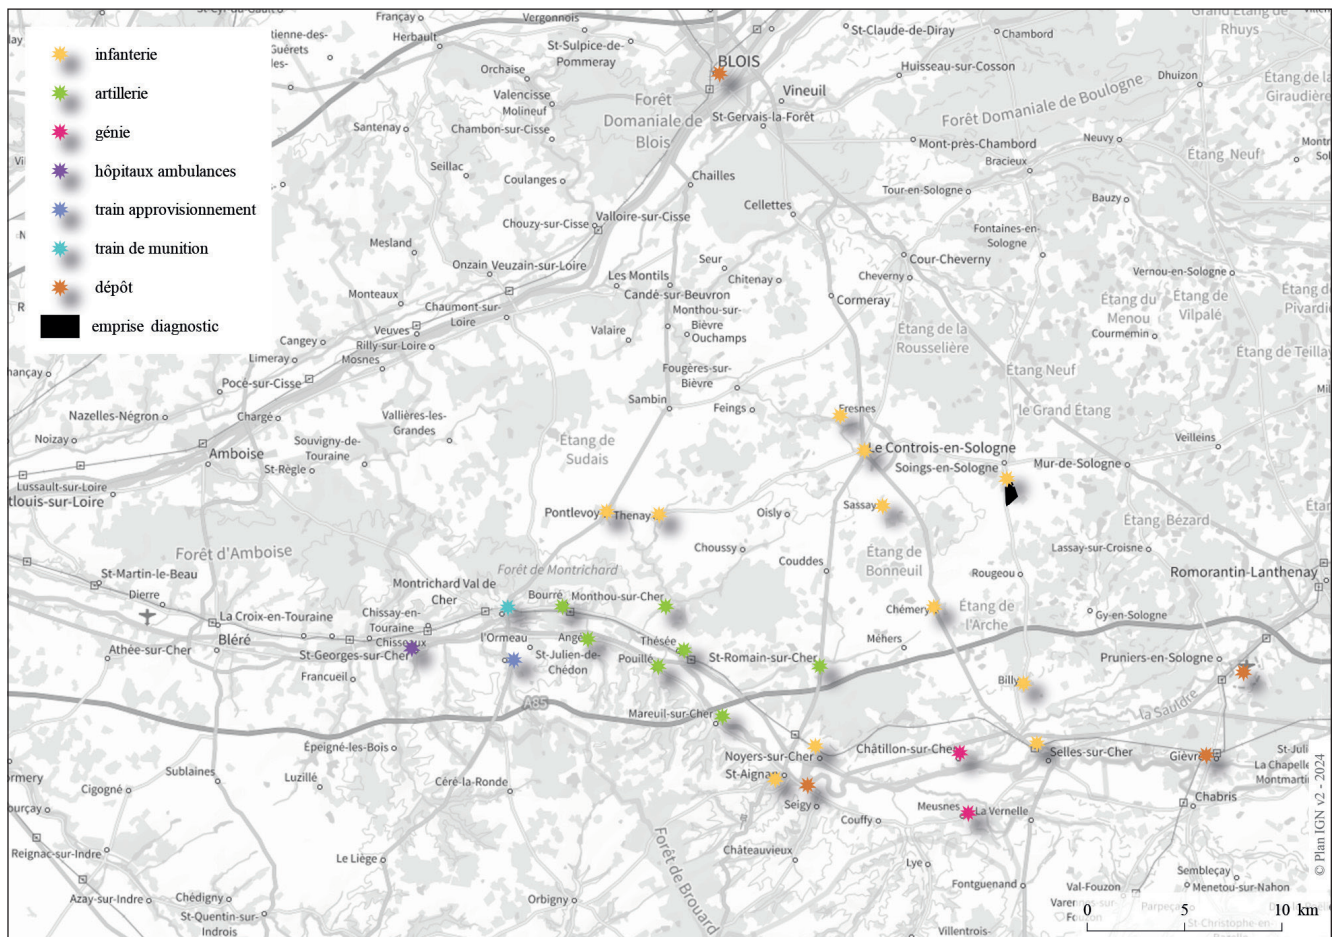 infanterie
artillerie
génie
hôpitaux ambulances
train approvisionnement
train de munition
dépôt
emprise diagnostic
Françay
Herbault
Vergonnois
St-Sulpice-de-
Pommeray
BLOIS
St-Claude-de-Diray
Chambord
Huisseau-sur-Cosson
Dhuizon
Étang de la
Giraudière
Orchaise
Valencisse
Molineuf
Forêt
Domaniale de
Blois
Vineuil
St-Gervais-la-Forêt
Forêt Domaniale de Boulogne
Santenay
Chambon-sur-Cisse
Mont-près-Chambord
Bracieux
Neuvy
Étang Neuf
Seillac
Coulanges
Chailles
Tour-en-Sologne
Bauzy
Cellettes
Chouzy-sur-Cisse
Valloire-sur-Cisse
Fontaines-en-
Sologne
Mesland
Onzain
Veuzain-sur-Loire
Seur
Chitenay
Cour-Cheverny
Cheverny
Vernou-en-Sologne
Les Montils
Candé-sur-Beuvron
Monteaux
Chaumont-sur-
Loire
Monthou-sur-
Bièvre
Ouchamps
Valaire
Cormeray
Étang de la
Rousselière
Étang du
Menou
Étang de
Vilpalé
Courmemin
Veuves
Rilly-sur-Loire
Cangey
Limeray
Mosnes
Étang Neuf
Pocé-sur-Cisse
Fougères-sur-
Bièvre
Sambin
Feings
Fresnes
le Grand Étang
Nazelles-Négron
Chargé
Vallières-les-
Grandes
Noizay
Amboise
Souvigny-de-
Touraine
St-Règle
Étang de
Sudais
Le Controis-en-Sologne
Soings-en-Sologne
Mur-de-Sologne
Veilleins
Lussault-sur-Loire
tlouis-sur-Loire
Pontlevoy
Thenay
Oisly
Sassay
Étang Bézard
Choussy
Couddes
Étang de
Bonneuil
Lassay-sur-Croisne
Rougeou
Romorantin-Lanthenay
Forêt d'Amboise
Forêt de Montrichard
St-Martin-le-Beau
Dierre
Montrichard Val de
Cher
Bourré
Monthou-sur-Cher
La Croix-en-Touraine
Chissay-en-
Touraine
Bléré
Chisseaux
St-Georges-sur-Cher
Athée-sur-Cher
Francueil
l'Ormeau
Angé
St-Julien-de-
Chédon
Thésée
Pouillé
St-Romain-sur-Cher
Chémery
Étang de
l'Arche
Gy-en-Sologne
Méhers
Pruniers-en-Sologne
Billy
la Sauldre
A85
Mareuil-sur-Cher
Noyers-sur-Cher
Châtillon-sur-Cher
Selles-sur-Cher
Gièvres
Épeigné-les-Bois
Sublaines
Luzillé
Céré-la-Ronde
Cigogné
St-Aignan
Seigy
Couffy
Meusnes
La Vernelle
Chabris
Reignac-sur-Indre
Le Liège
Châteauvieux
Lye
Forêt de Brouard
Fontguenand
Sembleçay
Menetou-sur-Nahon
Val-Fouzon
Azay-sur-Indre
Chédigny
St-Quentin-sur-
Indrois
Orbigny
Villentrois-
0 5 10 km
© Plan IGN v2 - 2024